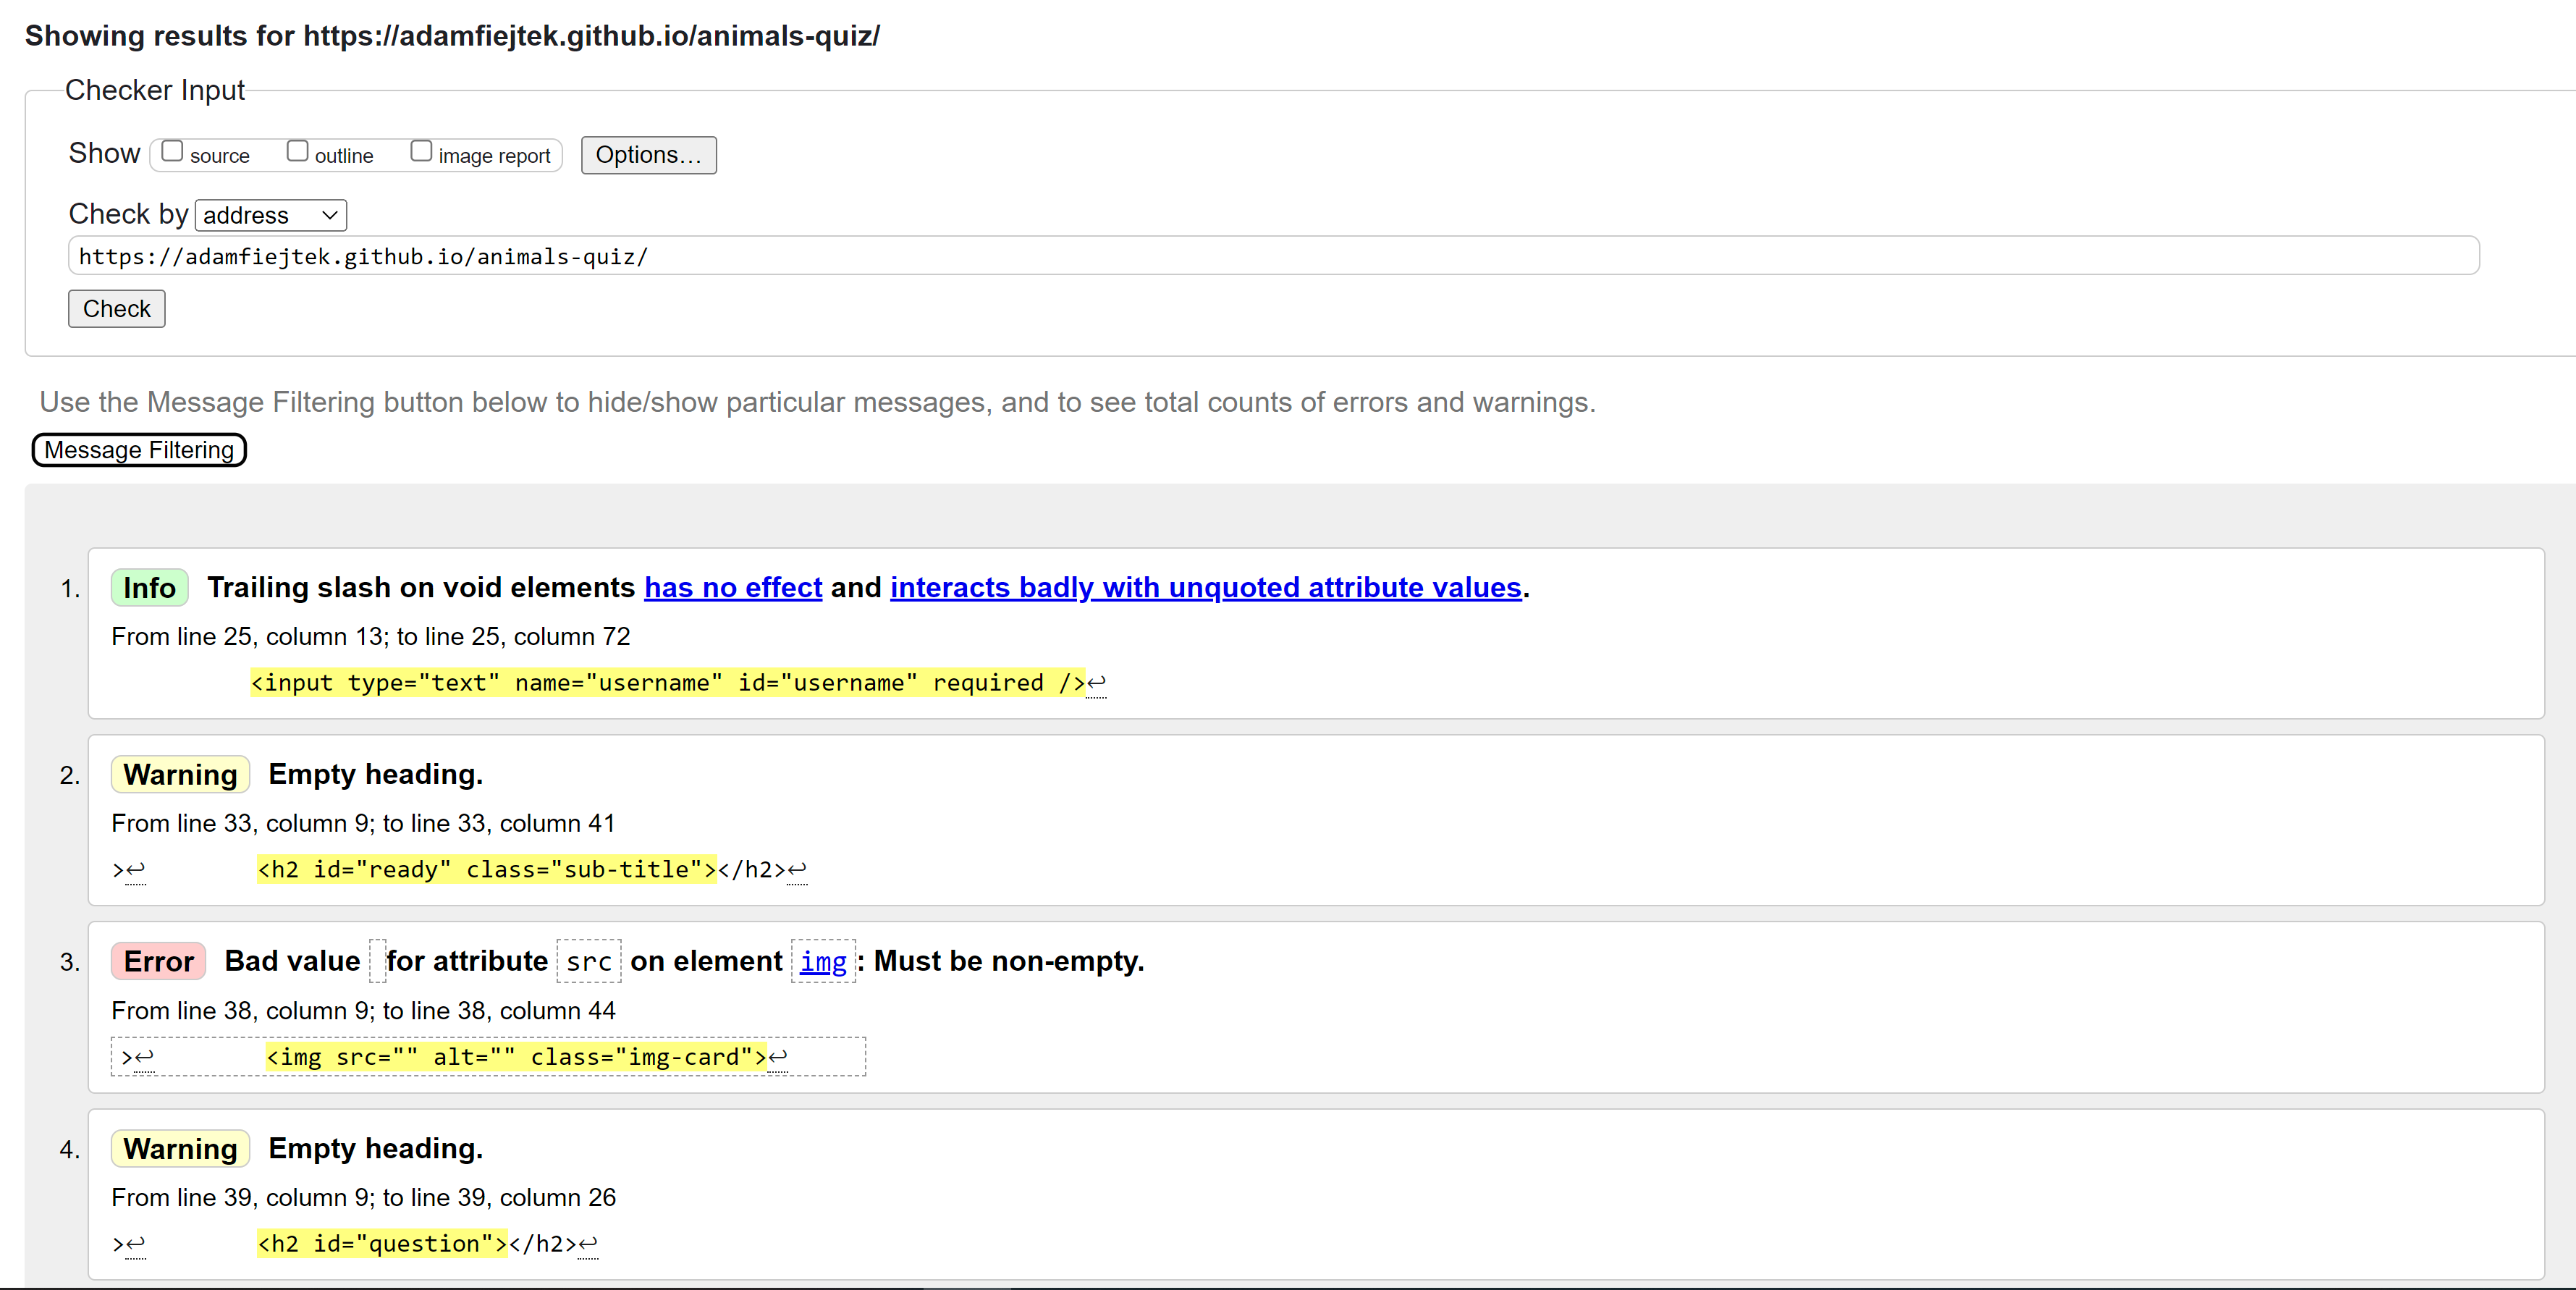 Showing results for https://adamfiejtek.github.io/animals-quiz/
Checker Input
Show source outline image report Options...
Check by address
https://adamfiejtek.github.io/animals-quiz/
Check
Use the Message Filtering button below to hide/show particular messages, and to see total counts of errors and warnings.
Message Filtering
1. Info Trailing slash on void elements has no effect and interacts badly with unquoted attribute values.
From line 25, column 13; to line 25, column 72
<input type="text" name="username" id="username" required />↩
2. Warning Empty heading.
From line 33, column 9; to line 33, column 41
>↩ <h2 id="ready" class="sub-title"></h2>↩
3. Error Bad value for attribute src on element img: Must be non-empty.
From line 38, column 9; to line 38, column 44
>↩ <img src="" alt="" class="img-card">↩
4. Warning Empty heading.
From line 39, column 9; to line 39, column 26
>↩ <h2 id="question"></h2>↩